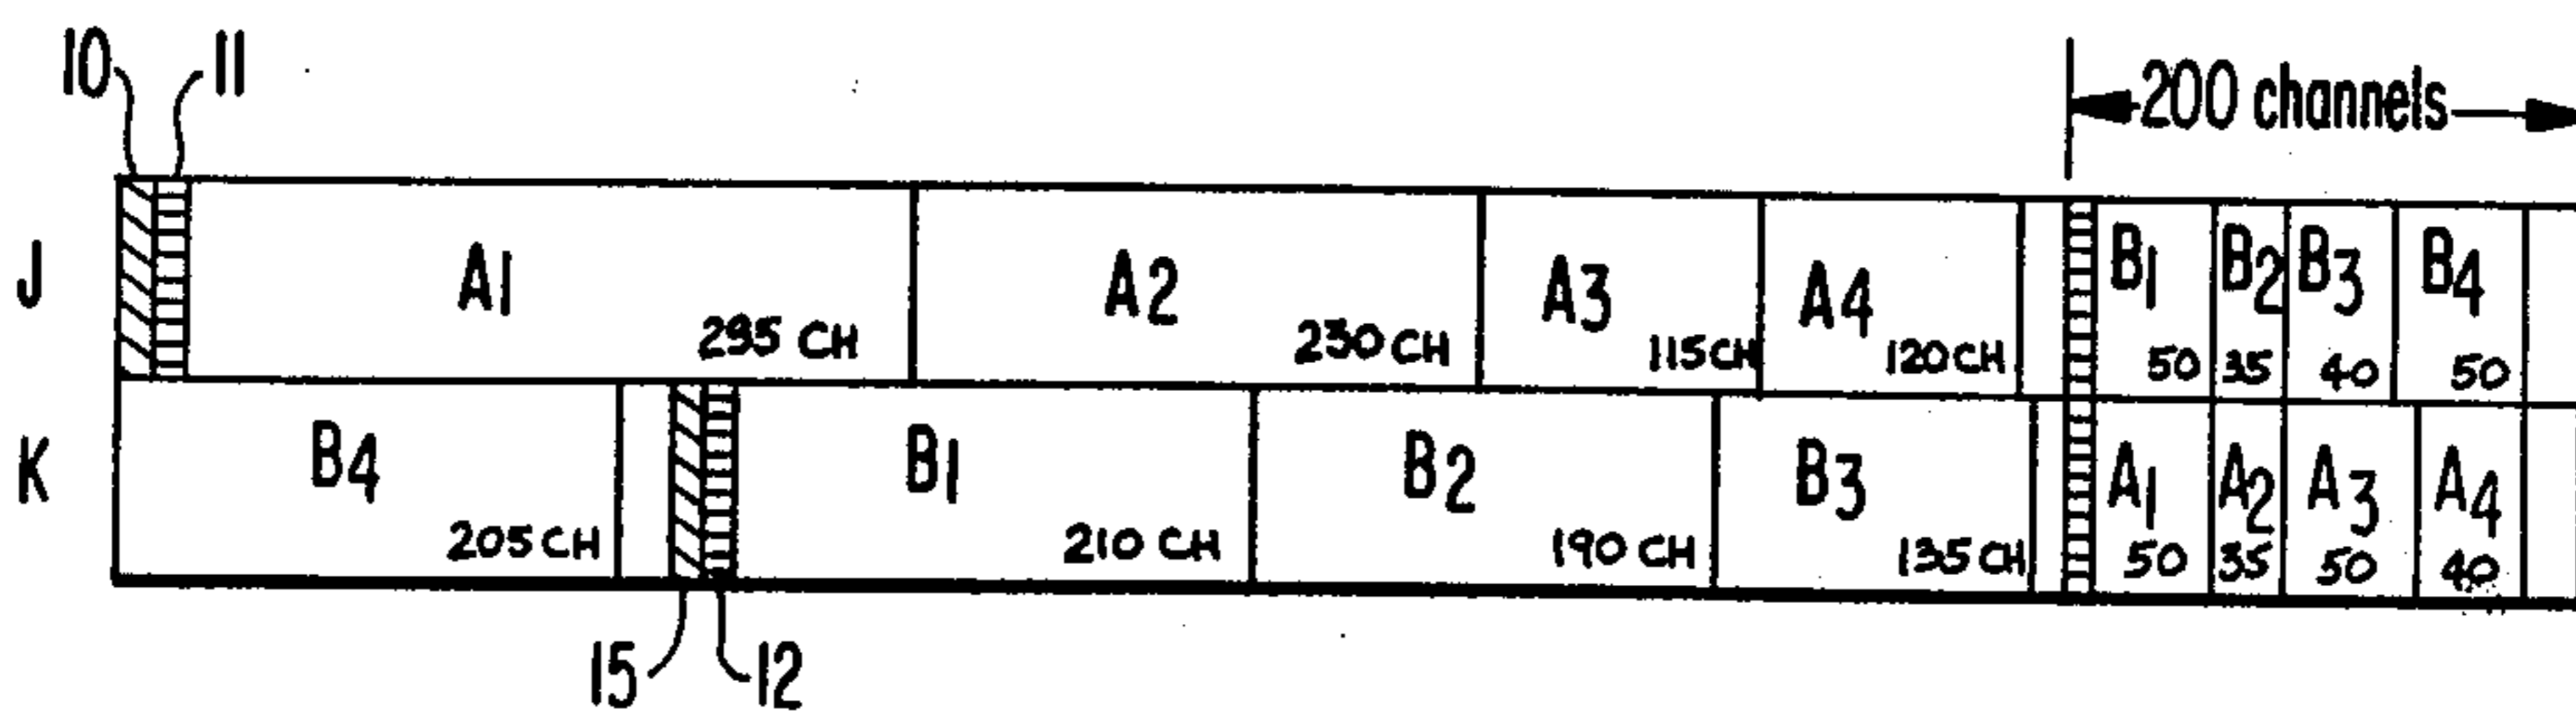 10 11
200 channels
J A1 295 CH A2 230 CH A3 115 CH A4 120 CH B1 50 B2 35 B3 40 B4 50
K B4 205 CH B1 210 CH B2 190 CH B3 135 CH A1 50 A2 35 A3 50 A4 40
15 12